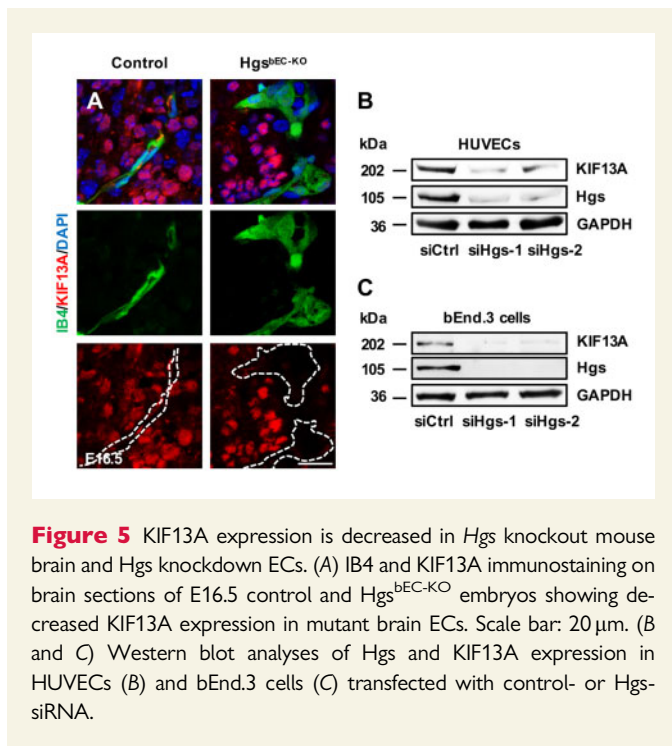 Control Hgs^bEC-KO
A
IB4/KIF13A/DAPI
E16.5
B
kDa HUVECs
202 KIF13A
105 Hgs
36 GAPDH
siCtrl siHgs-1 siHgs-2
C
kDa bEnd.3 cells
202 KIF13A
105 Hgs
36 GAPDH
siCtrl siHgs-1 siHgs-2
Figure 5 KIF13A expression is decreased in Hgs knockout mouse
brain and Hgs knockdown ECs. (A) IB4 and KIF13A immunostaining on
brain sections of E16.5 control and Hgs^bEC-KO embryos showing de-
creased KIF13A expression in mutant brain ECs. Scale bar: 20 μm. (B
and C) Western blot analyses of Hgs and KIF13A expression in
HUVECs (B) and bEnd.3 cells (C) transfected with control- or Hgs-
siRNA.